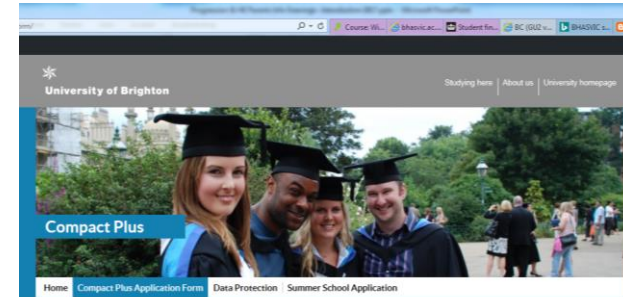 Course: Wi...
bhasvic.ac...
Student fin...
BC (GU2 v...
BHASVIC s...
University of Brighton
Studying here | About us | University homepage
Compact Plus
Home Compact Plus Application Form Data Protection Summer School Application